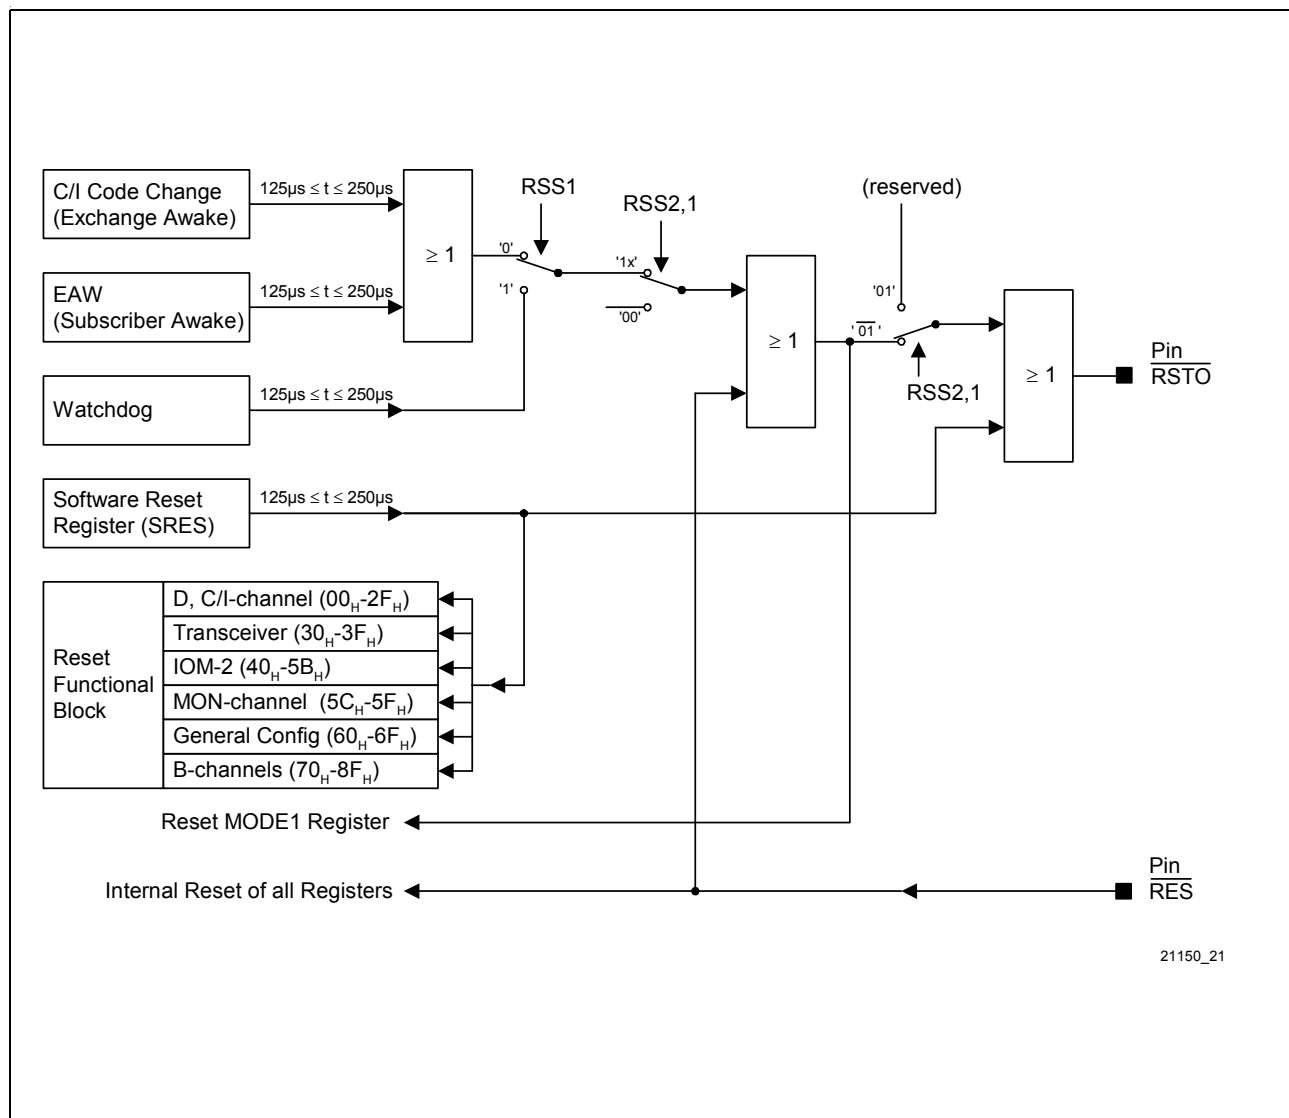 C/I Code Change
(Exchange Awake)
125µs ≤ t ≤ 250µs
≥ 1
RSS1
'0'
'1'
RSS2,1
'1x'
'00'
(reserved)
'01'
'01'
RSS2,1
≥ 1
≥ 1
Pin
RSTO
EAW
(Subscriber Awake)
125µs ≤ t ≤ 250µs
Watchdog
125µs ≤ t ≤ 250µs
Software Reset
Register (SRES)
125µs ≤ t ≤ 250µs
Reset
Functional
Block
D, C/I-channel (00H-2FH)
Transceiver (30H-3FH)
IOM-2 (40H-5BH)
MON-channel (5CH-5FH)
General Config (60H-6FH)
B-channels (70H-8FH)
Reset MODE1 Register
Internal Reset of all Registers
Pin
RES
21150_21